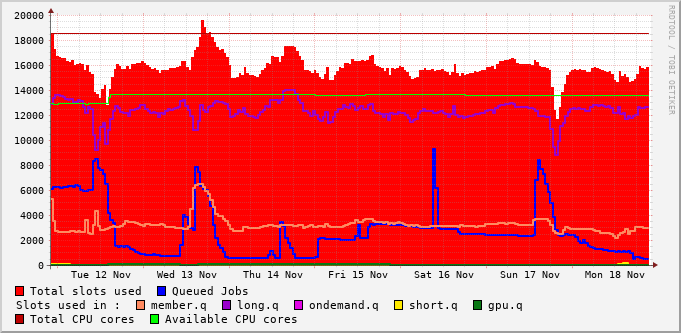 20000
18000
16000
14000
12000
10000
8000
6000
4000
2000
0
Tue 12 Nov Wed 13 Nov Thu 14 Nov Fri 15 Nov Sat 16 Nov Sun 17 Nov Mon 18 Nov
RRDTOOL / TOBI OETIKER
Total slots used Queued Jobs
Slots used in : member.q long.q ondemand.q short.q gpu.q
Total CPU cores Available CPU cores